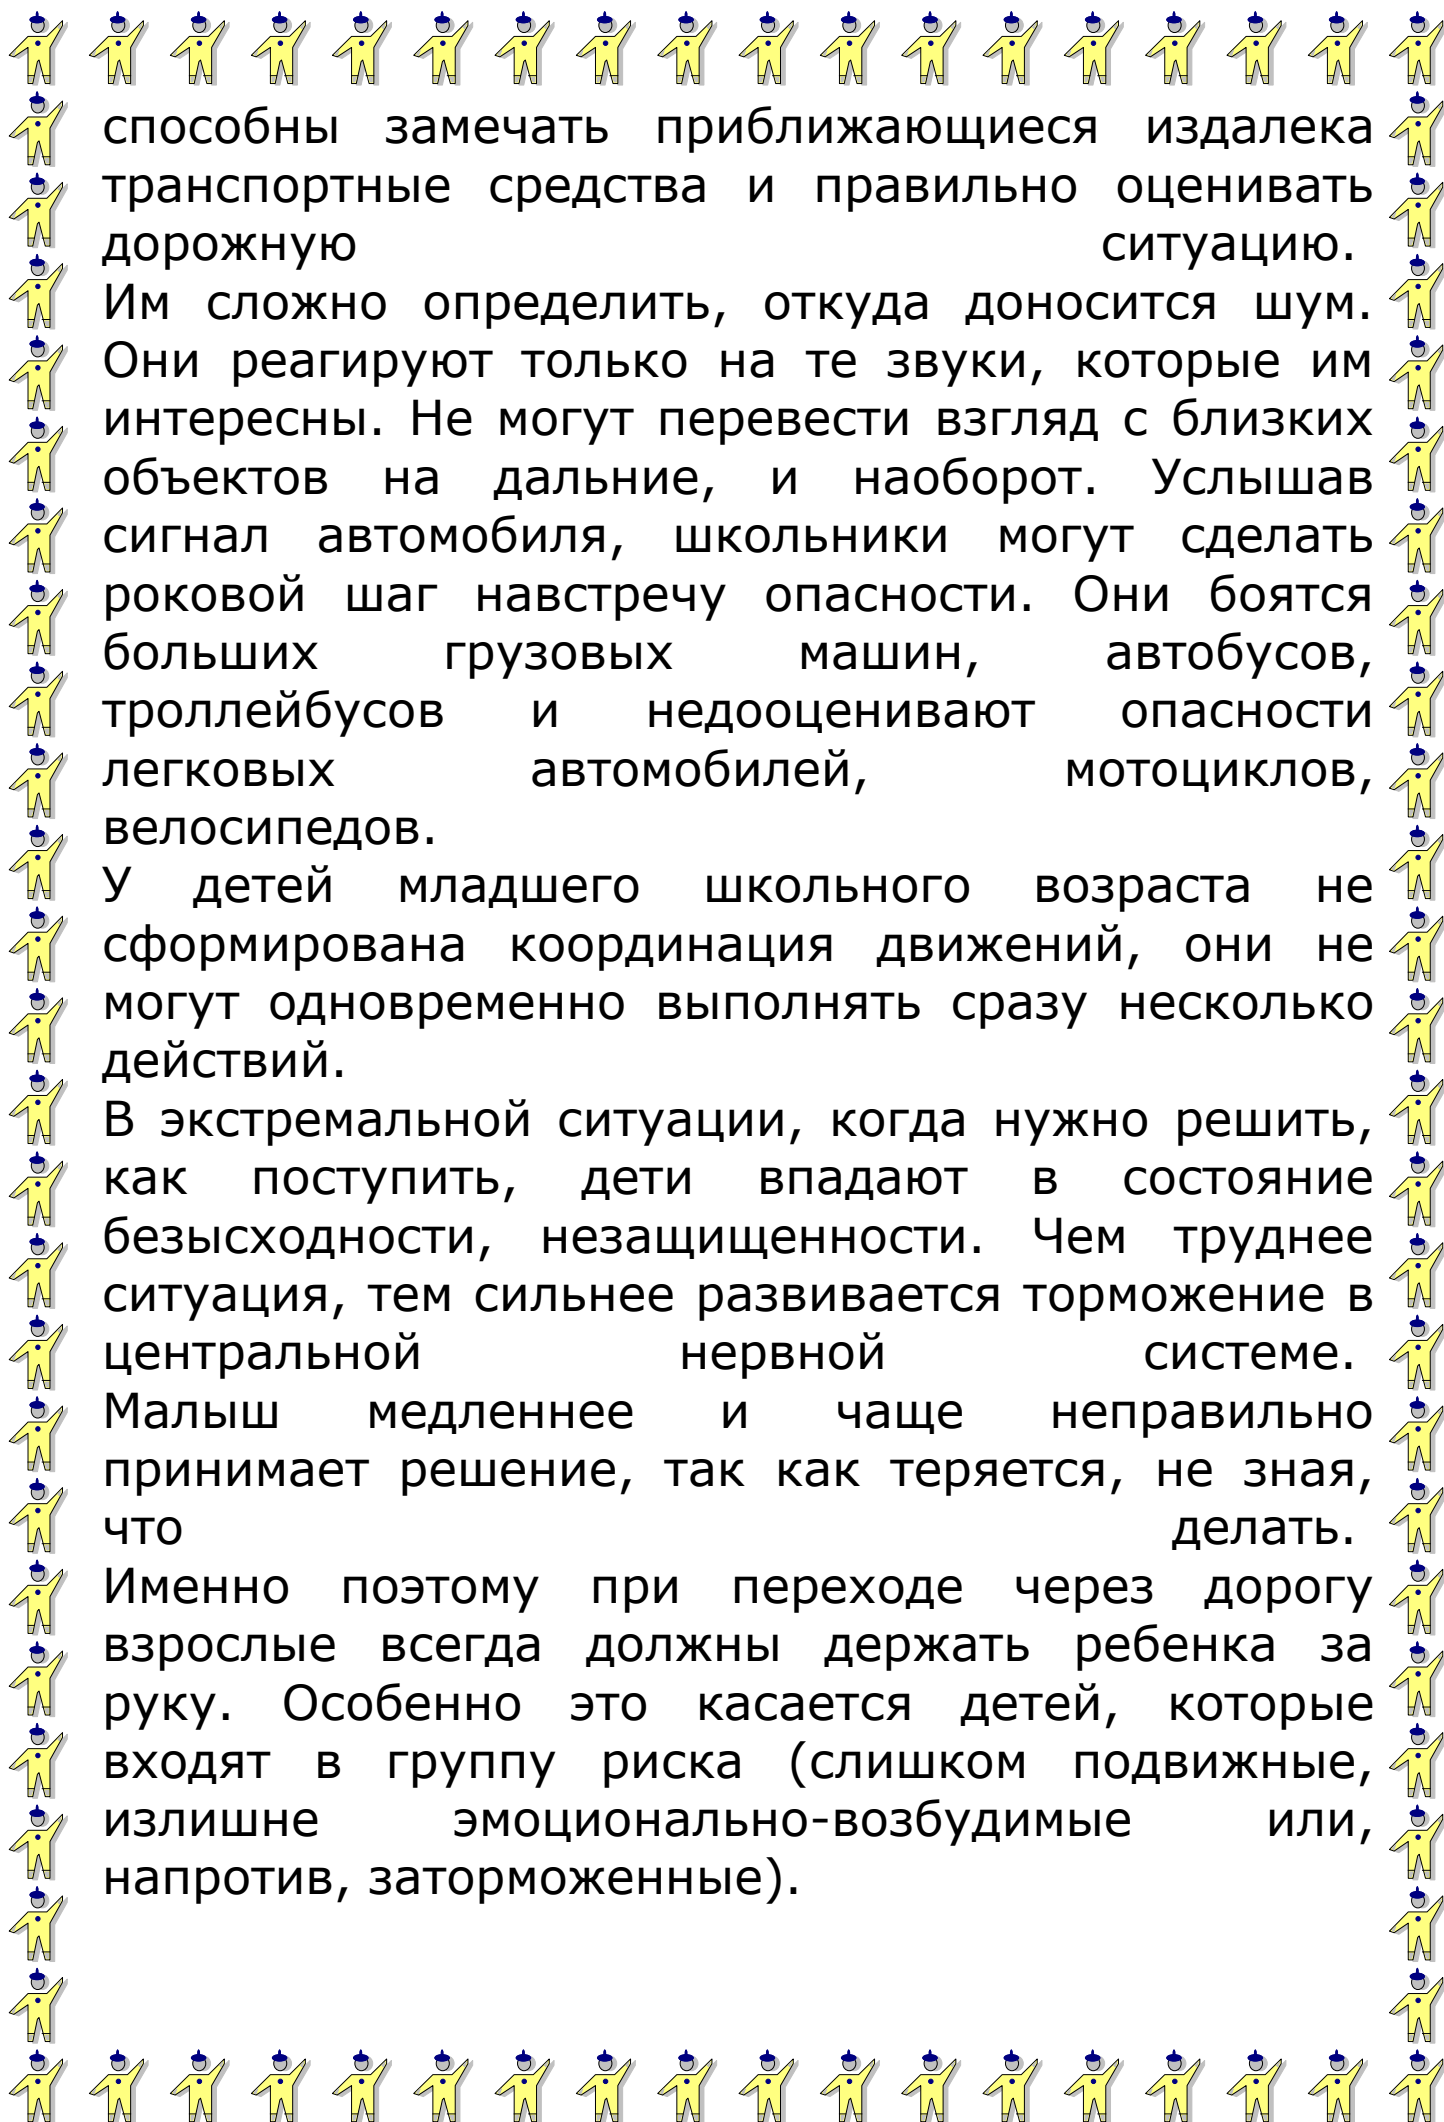 способны замечать приближающиеся издалека
транспортные средства и правильно оценивать
дорожную ситуацию.
Им сложно определить, откуда доносится шум.
Они реагируют только на те звуки, которые им
интересны. Не могут перевести взгляд с близких
объектов на дальние, и наоборот. Услышав
сигнал автомобиля, школьники могут сделать
роковой шаг навстречу опасности. Они боятся
больших грузовых машин, автобусов,
троллейбусов и недооценивают опасности
легковых автомобилей, мотоциклов,
велосипедов.
У детей младшего школьного возраста не
сформирована координация движений, они не
могут одновременно выполнять сразу несколько
действий.
В экстремальной ситуации, когда нужно решить,
как поступить, дети впадают в состояние
безысходности, незащищенности. Чем труднее
ситуация, тем сильнее развивается торможение в
центральной нервной системе.
Малыш медленнее и чаще неправильно
принимает решение, так как теряется, не зная,
что делать.
Именно поэтому при переходе через дорогу
взрослые всегда должны держать ребенка за
руку. Особенно это касается детей, которые
входят в группу риска (слишком подвижные,
излишне эмоционально-возбудимые или,
напротив, заторможенные).